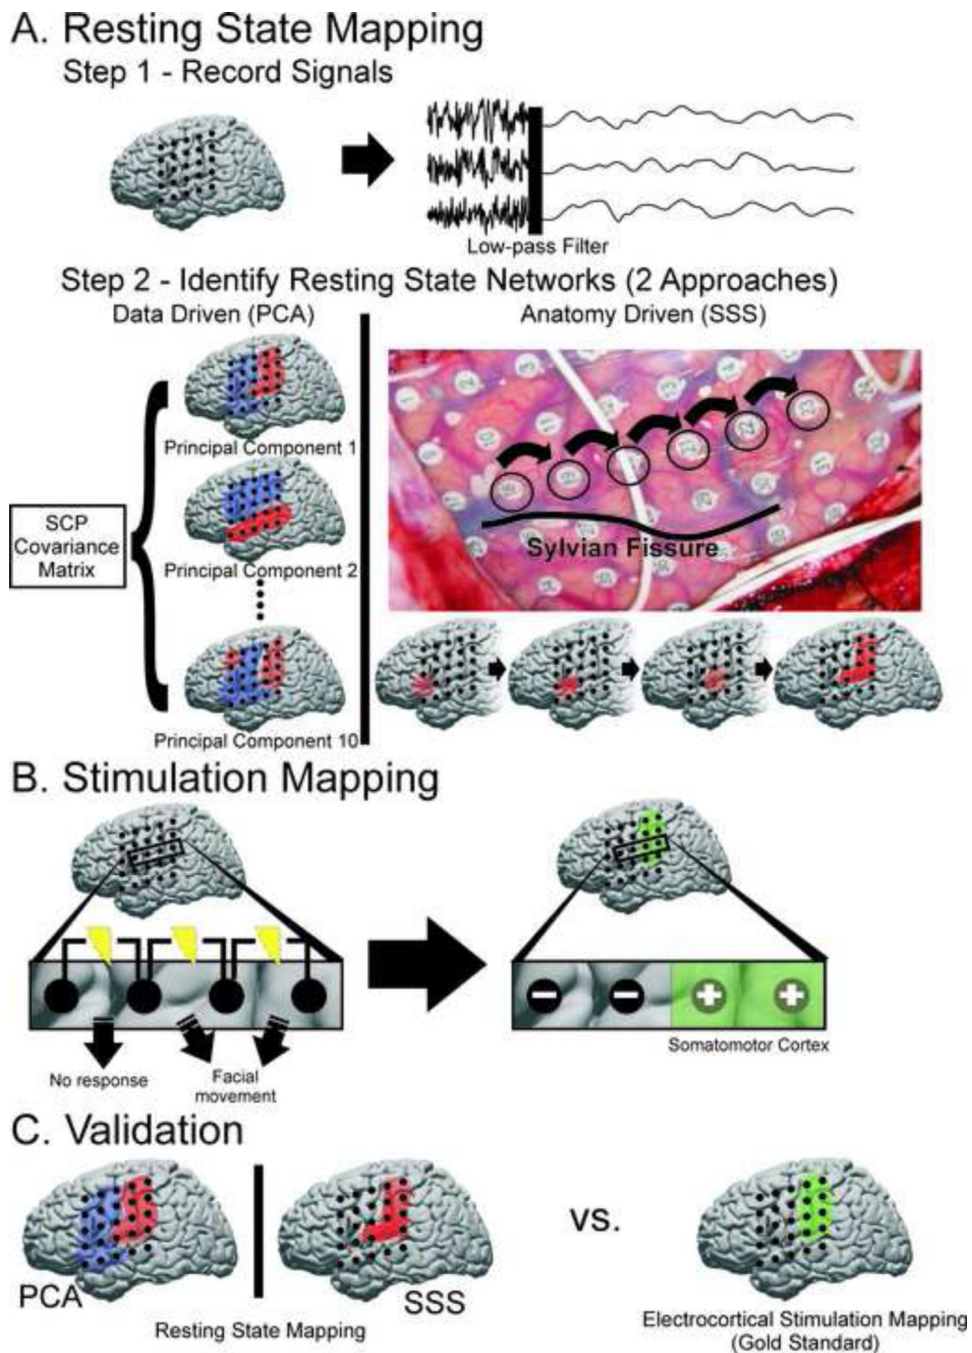 A. Resting State Mapping
Step 1 - Record Signals
Low-pass Filter
Step 2 - Identify Resting State Networks (2 Approaches)
Data Driven (PCA)
Anatomy Driven (SSS)
SCP
Covariance
Matrix
Principal Component 1
Principal Component 2
Principal Component 10
22
23
Sylvian Fissure
B. Stimulation Mapping
No response
Facial
movement
Somatomotor Cortex
C. Validation
PCA
SSS
Resting State Mapping
vs.
Electrocortical Stimulation Mapping
(Gold Standard)